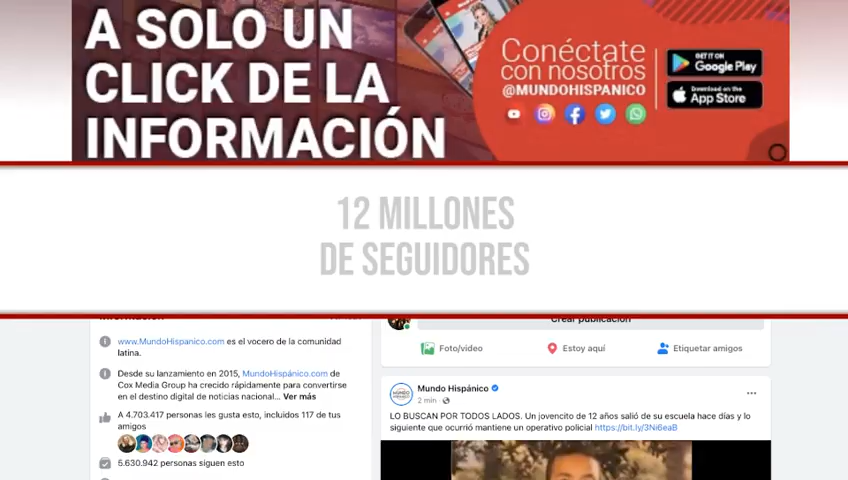 A SOLO UN
CLICK DE LA
INFORMACIÓN
Conéctate
con nosotros
@MUNDOHISPANICO
GET IT ON
Google Play
Download on the
App Store
12 MILLONES
DE SEGUIDORES
Crear publicación
Foto/video
Estoy aquí
Etiquetar amigos
www.MundoHispanico.com es el vocero de la comunidad
latina.
Desde su lanzamiento en 2015, MundoHispánico.com de
Cox Media Group ha crecido rápidamente para convertirse
en el destino digital de noticias nacional... Ver más
A 4.703.417 personas les gusta esto, incluidos 117 de tus
amigos
5.630.942 personas siguen esto
Mundo Hispánico
2 min ·
LO BUSCAN POR TODOS LADOS. Un jovencito de 12 años salió de su escuela hace días y lo
siguiente que ocurrió mantiene un operativo policial https://bit.ly/3Ni6eaB